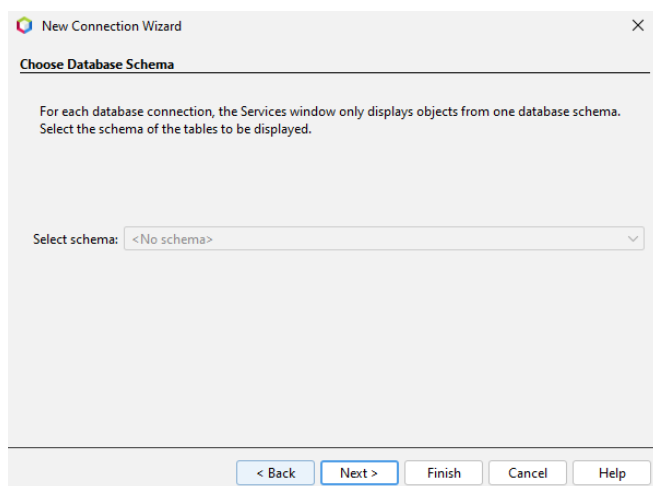 New Connection Wizard
Choose Database Schema
For each database connection, the Services window only displays objects from one database schema.
Select the schema of the tables to be displayed.
Select schema: <No schema>
< Back Next > Finish Cancel Help